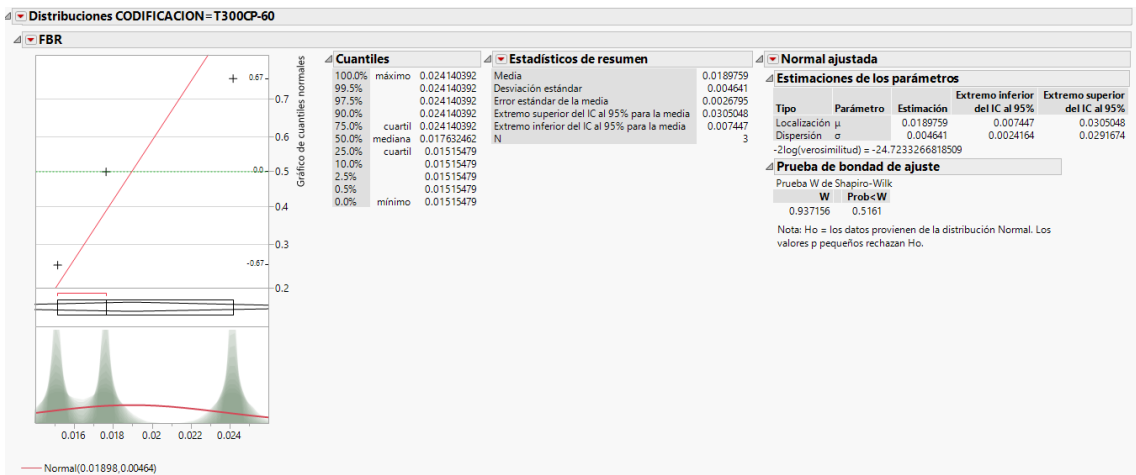 Distribuciones CODIFICACION=T300CP-60
FBR
0.67
0.0
-0.67
0.7
0.6
0.5
0.4
0.3
0.2
Gráfico de cuantiles normales
0.016 0.018 0.02 0.022 0.024
Normal(0.01898,0.00464)
Cuantiles
100.0% máximo 0.024140392
99.5% 0.024140392
97.5% 0.024140392
90.0% 0.024140392
75.0% cuartil 0.024140392
50.0% mediana 0.017632462
25.0% cuartil 0.01515479
10.0% 0.01515479
2.5% 0.01515479
0.5% 0.01515479
0.0% mínimo 0.01515479
Estadísticos de resumen
Media 0.0189759
Desviación estándar 0.004641
Error estándar de la media 0.0026795
Extremo superior del IC al 95% para la media 0.0305048
Extremo inferior del IC al 95% para la media 0.007447
N 3
Normal ajustada
Estimaciones de los parámetros
Extremo inferior Extremo superior
Tipo Parámetro Estimación del IC al 95% del IC al 95%
Localización μ 0.0189759 0.007447 0.0305048
Dispersión σ 0.004641 0.0024164 0.0291674
-2log(verosimilitud) = -24.7233266818509
Prueba de bondad de ajuste
Prueba W de Shapiro-Wilk
W Prob<W
0.937156 0.5161
Nota: Ho = los datos provienen de la distribución Normal. Los
valores p pequeños rechazan Ho.